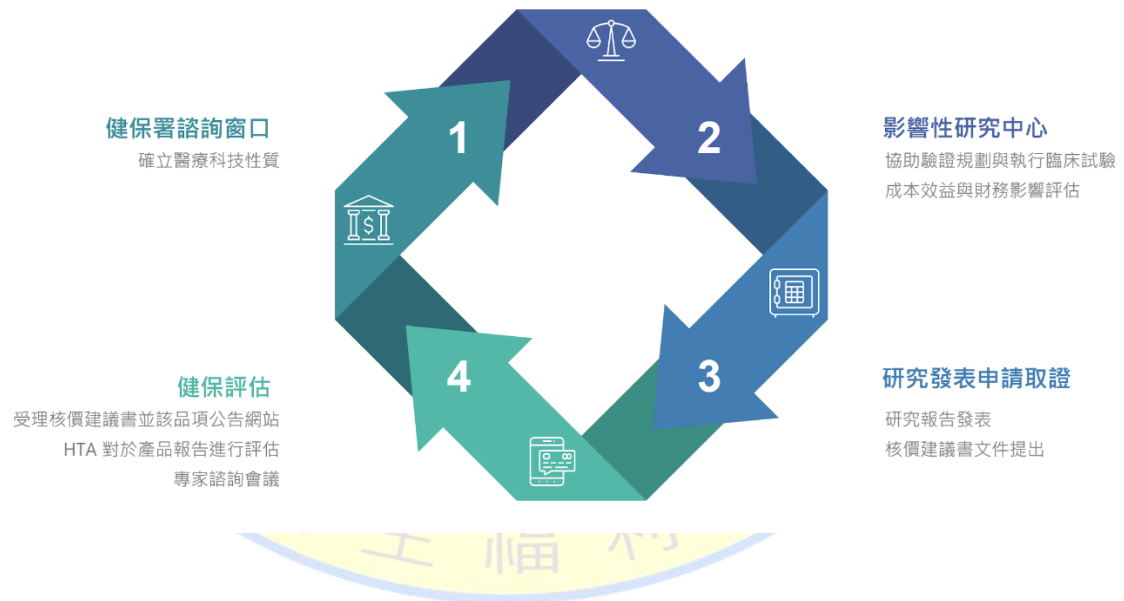 1
健保署諮詢窗口
確立醫療科技性質
2
影響性研究中心
協助驗證規劃與執行臨床試驗
成本效益與財務影響評估
3
研究發表申請取證
研究報告發表
核價建議書文件提出
4
健保評估
受理核價建議書並該品項公告網站
HTA 對於產品報告進行評估
專家諮詢會議
$
生福利